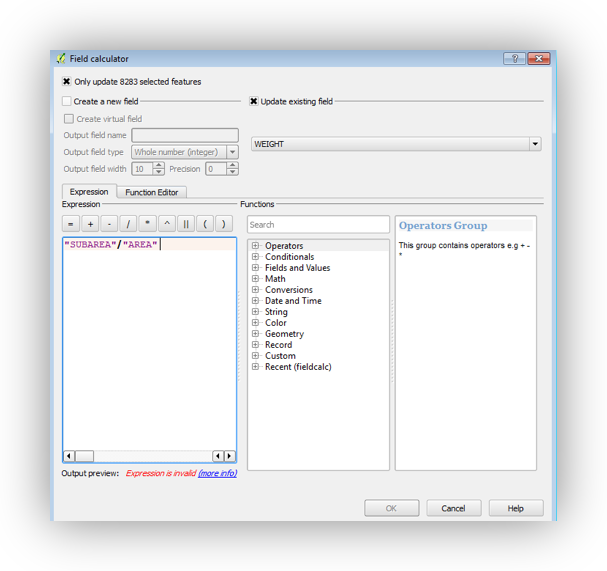 Field calculator
Only update 8283 selected features
Create a new field
Update existing field
Create virtual field
Output field name
Output field type Whole number (integer)
Output field width 10 Precision 0
WEIGHT
Expression Function Editor
Expression Functions
= + - / * ^ || ( )
"SUBAREA"/"AREA"
Search
Operators
Conditionals
Fields and Values
Math
Conversions
Date and Time
String
Color
Geometry
Record
Custom
Recent (fieldcalc)
Operators Group
This group contains operators e.g + -
*
Output preview: Expression is invalid (more info)
OK Cancel Help